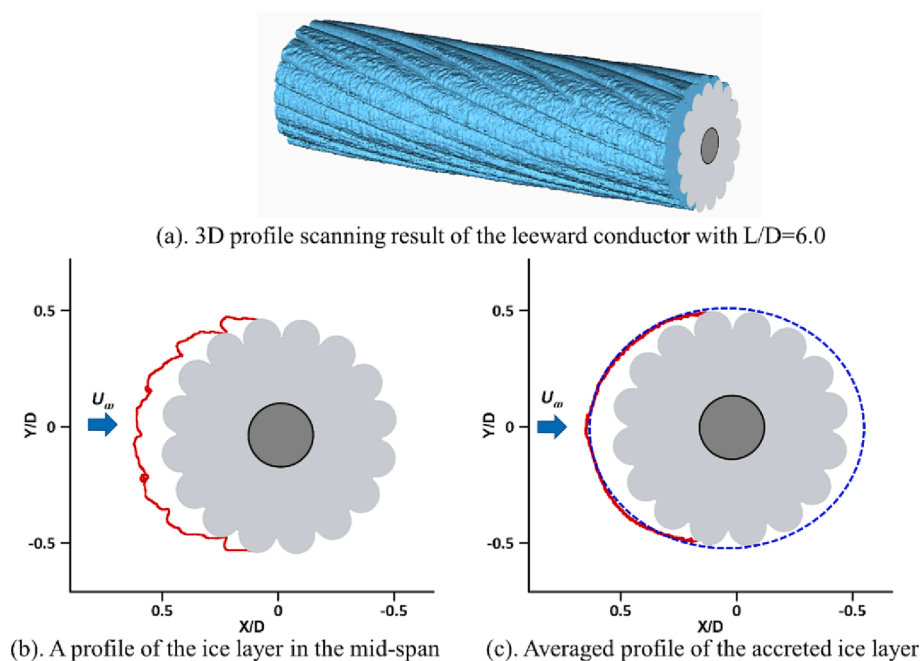 (a). 3D profile scanning result of the leeward conductor with L/D=6.0
0.5
U∞
Y/D
0
-0.5
0.5 0 -0.5
X/D
(b). A profile of the ice layer in the mid-span
0.5
U∞
Y/D
0
-0.5
0.5 0 -0.5
X/D
(c). Averaged profile of the accreted ice layer